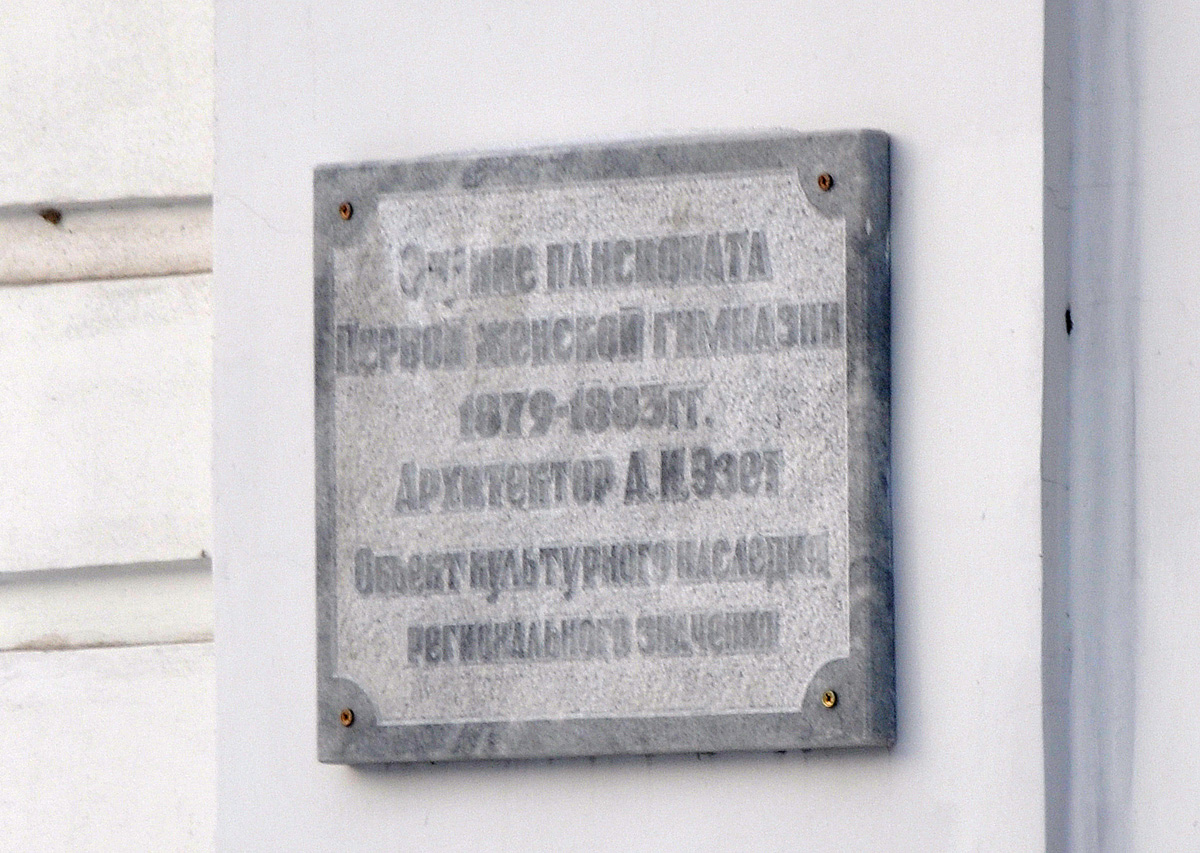 Здание пансионата
Первой женской гимназии
1879-1883гг.
Архитектор А.И.Эзет
Объект культурного наследия
регионального значения